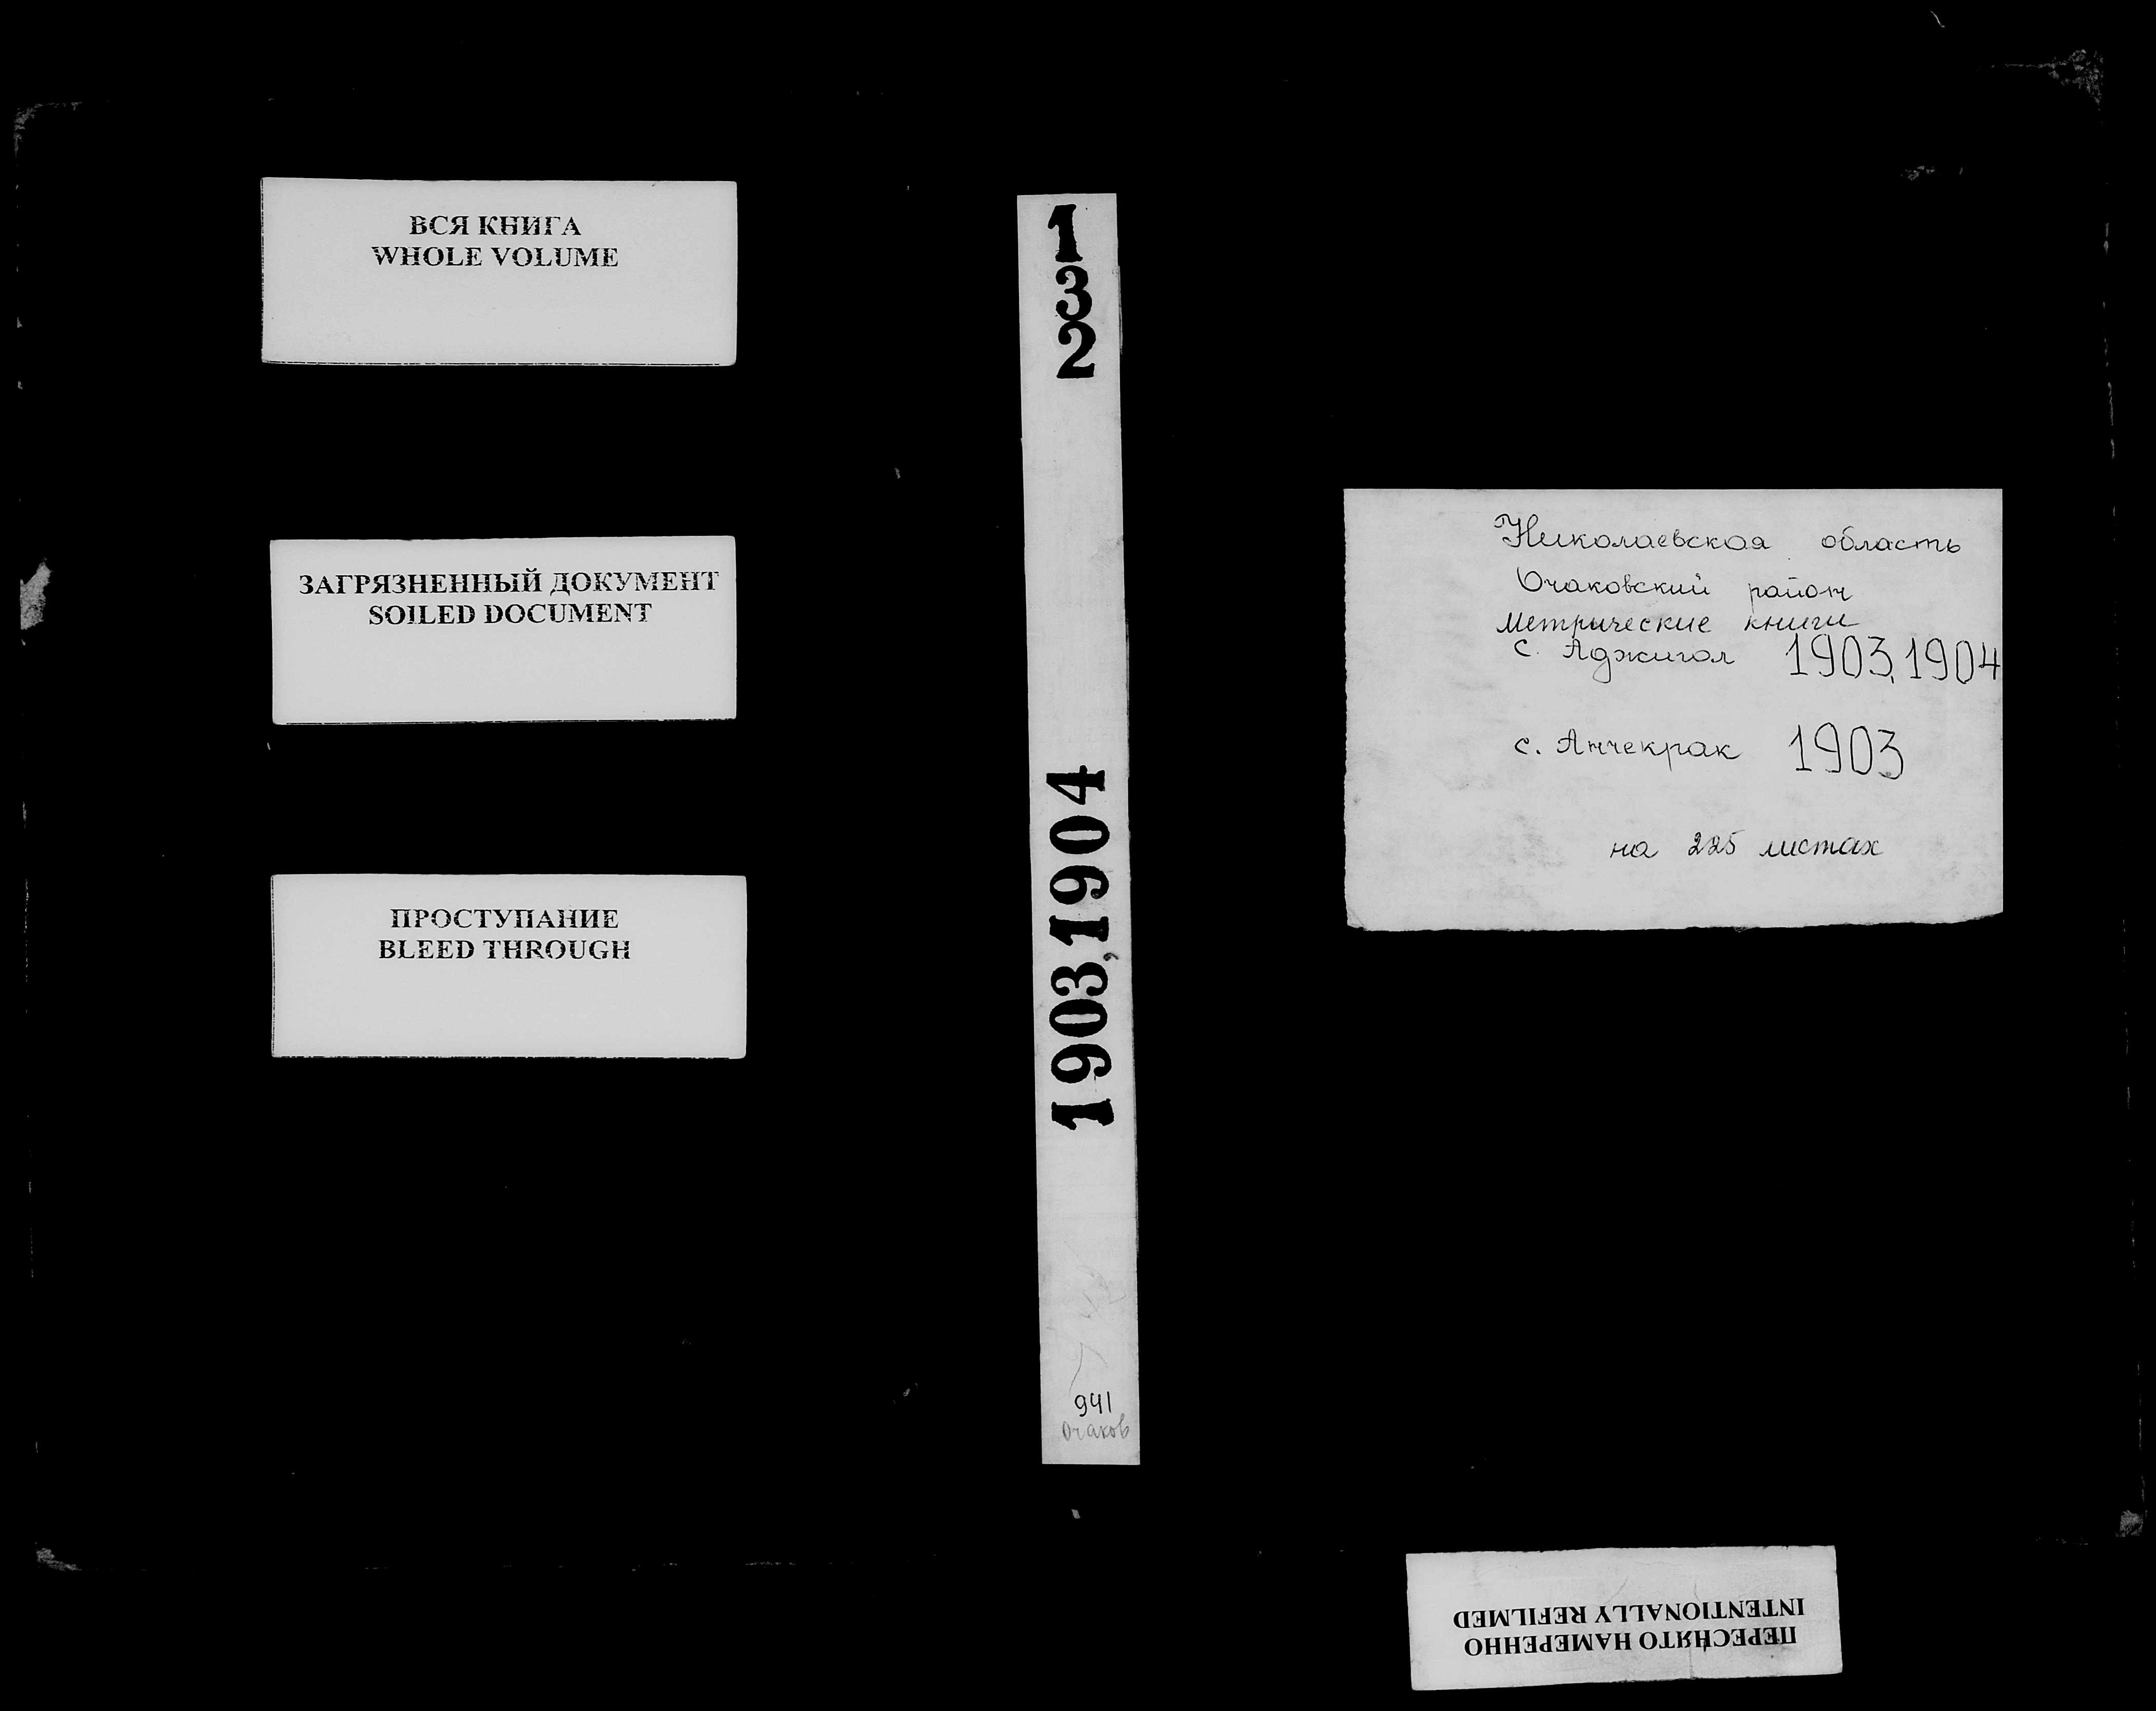 ВСЯ КНИГА
WHOLE VOLUME
ЗАГРЯЗНЕННЫЙ ДОКУМЕНТ
SOILED DOCUMENT
ПРОСТУПАНИЕ
BLEED THROUGH
132
1903,1904
941
Очаков
Николаевская область
Очаковский район
Метрические книги
с. Аджигол 1903, 1904
с. Анчекрак 1903
на 225 листах
ПЕРЕСНЯТО НАМЕРЕННО
INTENTIONALLY REFILMED